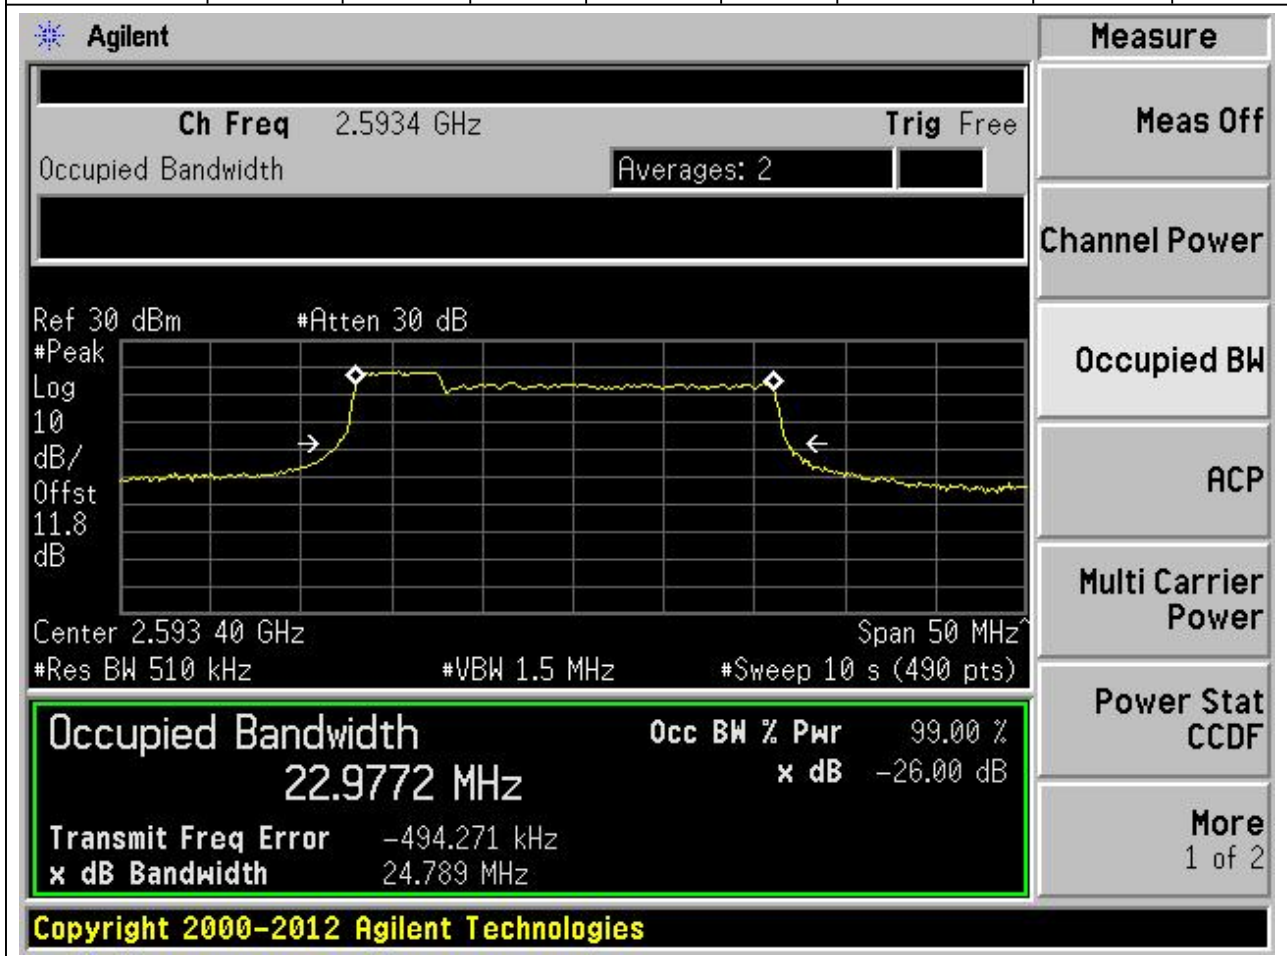 Agilent
Measure
Ch Freq 2.5934 GHz Trig Free
Meas Off
Occupied Bandwidth Averages: 2
Channel Power
Ref 30 dBm #Atten 30 dB
#Peak
Log
10
dB/
Offst
11.8
dB
Occupied BW
ACP
Center 2.593 40 GHz Span 50 MHz^
#Res BW 510 kHz #VBW 1.5 MHz #Sweep 10 s (490 pts)
Multi Carrier
Power
Occupied Bandwidth Occ BW % Pwr 99.00 %
22.9772 MHz x dB -26.00 dB
Power Stat
CCDF
Transmit Freq Error -494.271 kHz
x dB Bandwidth 24.789 MHz
More
1 of 2
Copyright 2000-2012 Agilent Technologies